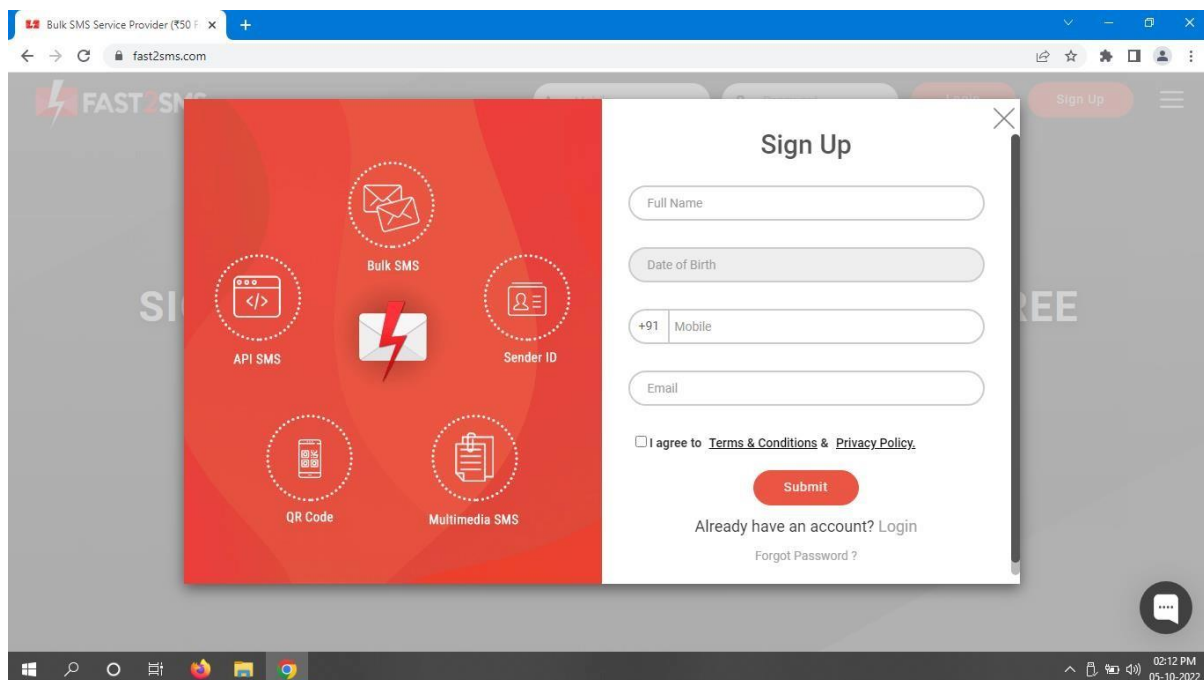 Bulk SMS Service Provider (₹50 F
fast2sms.com
FAST2SMS
Login
Sign Up
Sign Up
Full Name
Date of Birth
+91 Mobile
Email
I agree to Terms & Conditions & Privacy Policy.
Submit
Already have an account? Login
Forgot Password ?
Bulk SMS
API SMS
Sender ID
QR Code
Multimedia SMS
02:12 PM
05-10-2022